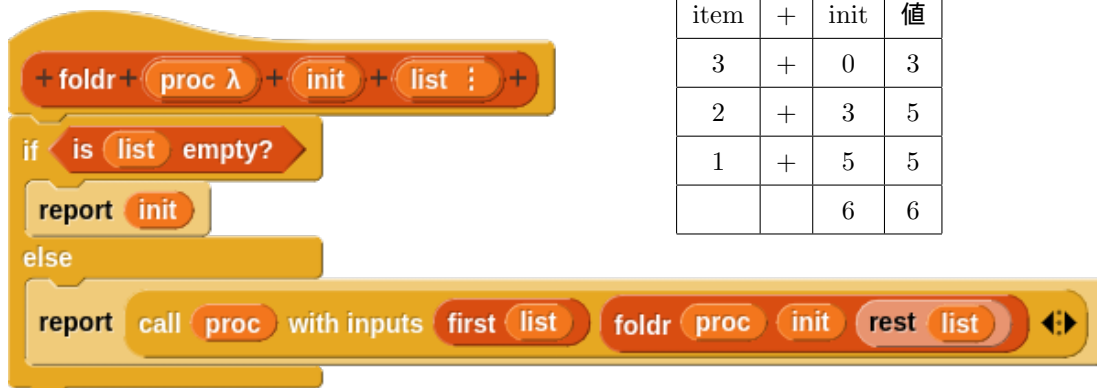 + foldr + proc λ + init + list ⋮ +
if is list empty?
report init
else
report call proc with inputs first list foldr proc init rest list
item + init 値
3 + 0 3
2 + 3 5
1 + 5 5
6 6